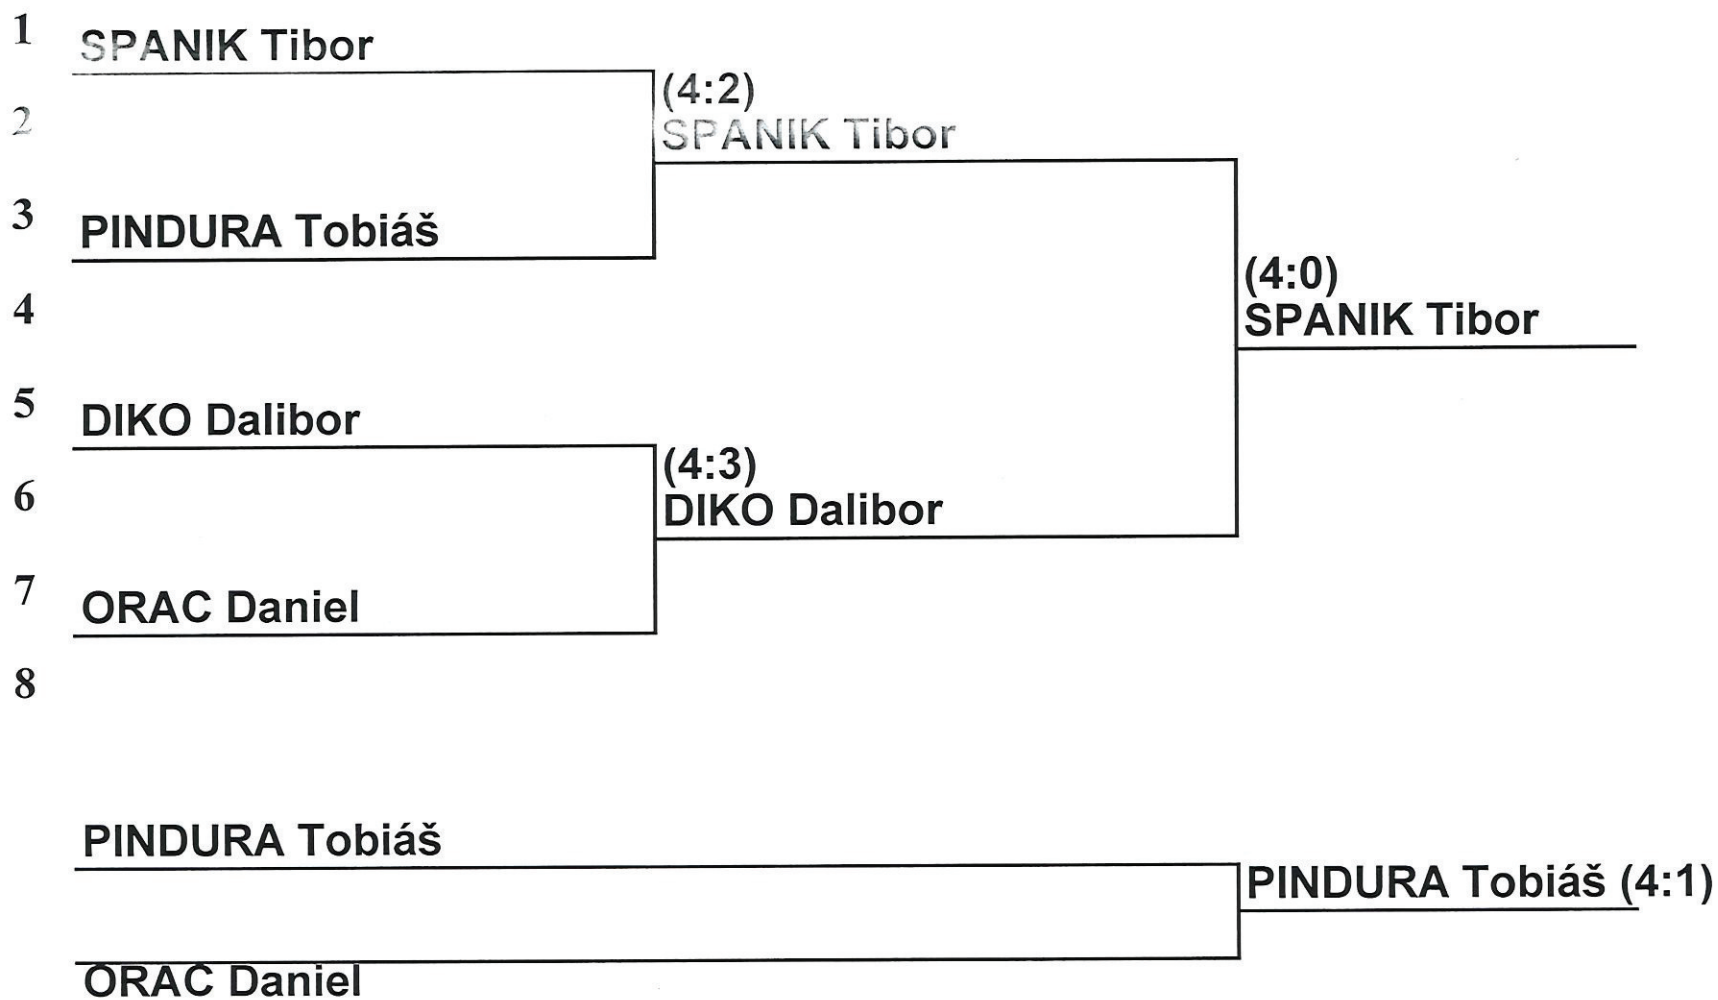 1 SPANIK Tibor
(4:2)
2 SPANIK Tibor
3 PINDURA Tobiáš
(4:0)
4 SPANIK Tibor
5 DIKO Dalibor
(4:3)
6 DIKO Dalibor
7 ORAC Daniel
8
PINDURA Tobiáš
PINDURA Tobiáš (4:1)
ORAC Daniel